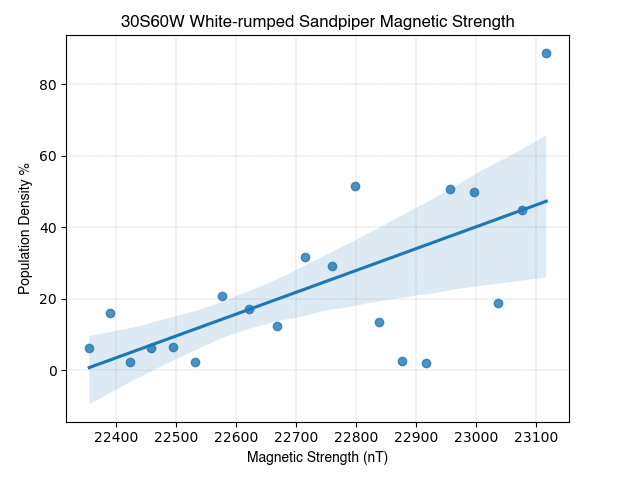 30S60W White-rumped Sandpiper Magnetic Strength
80
60
40
20
0
Population Density %
22400 22500 22600 22700 22800 22900 23000 23100
Magnetic Strength (nT)